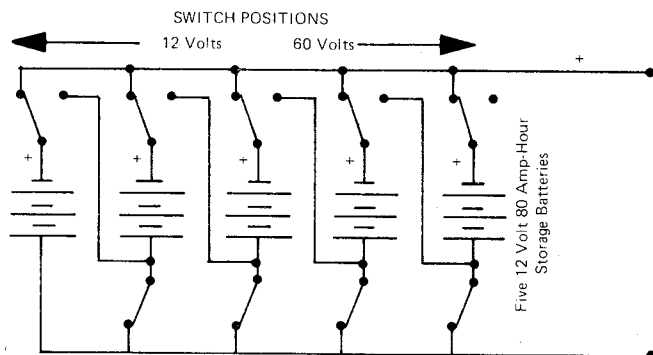 SWITCH POSITIONS
12 Volts 60 Volts
+
+ + + + +
Five 12 Volt 80 Amp-Hour
Storage Batteries